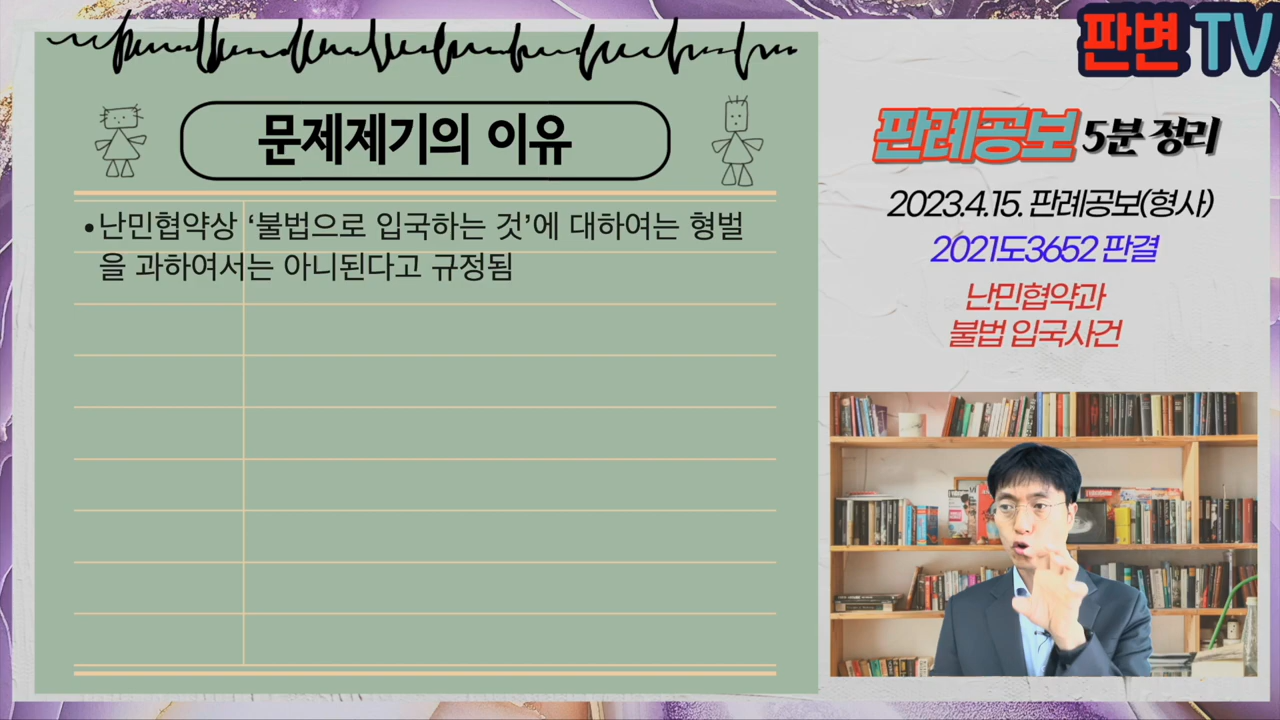 판변 TV
문제제기의 이유
•난민협약상 ‘불법으로 입국하는 것’에 대하여는 형벌
을 과하여서는 아니된다고 규정됨
판례공보 5분 정리
2023.4.15. 판례공보(형사)
2021도3652 판결
난민협약과
불법 입국사건